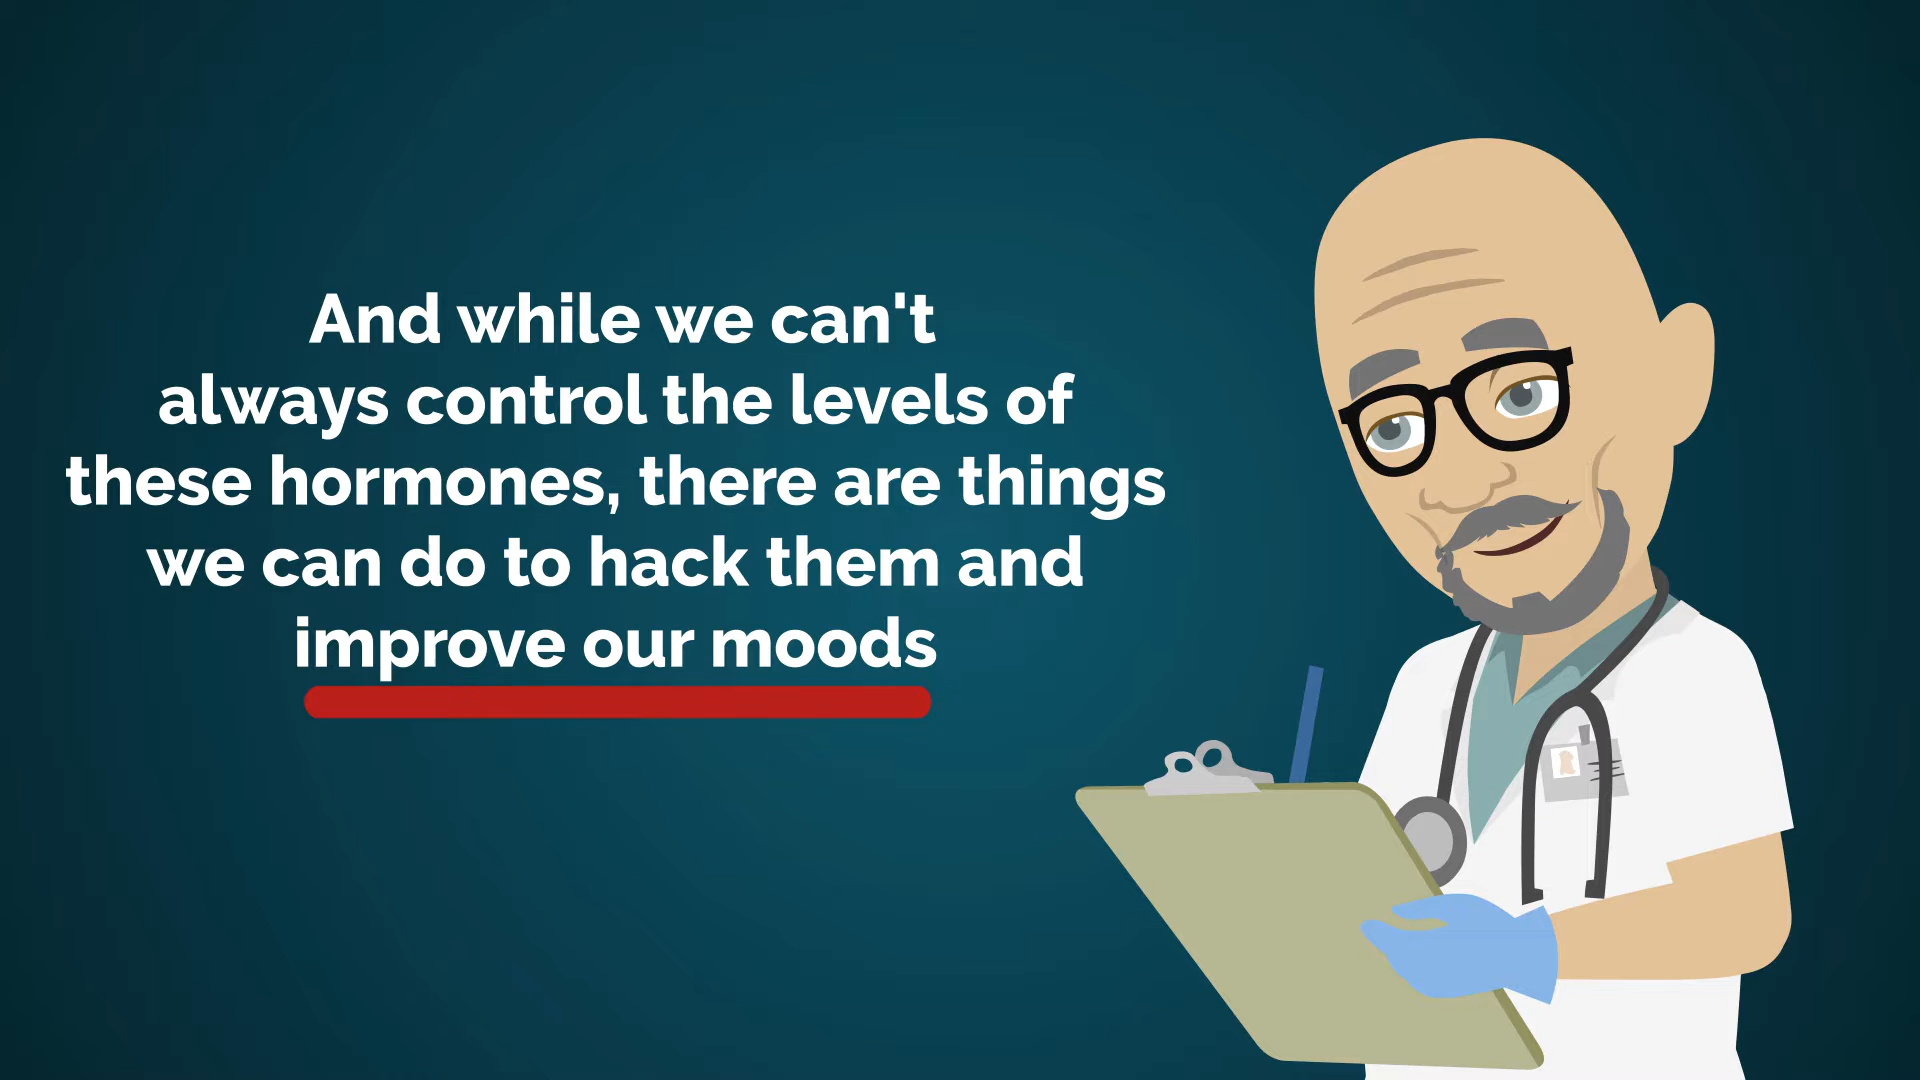 And while we can't
always control the levels of
these hormones, there are things
we can do to hack them and
improve our moods